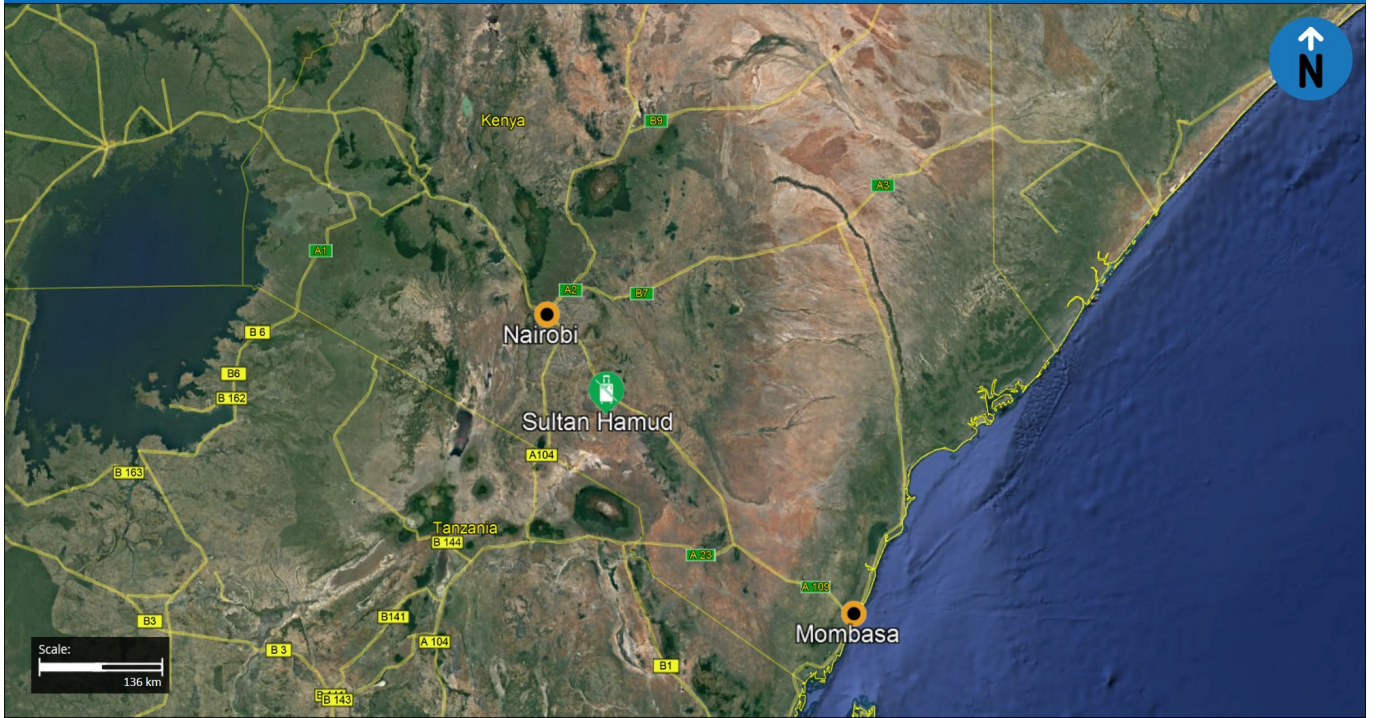 N
Kenya
B9
A3
A1
A2
B7
Nairobi
B 6
B6
B 162
Sultan Hamud
A104
B 163
Tanzania
B 144
A 23
A 109
B3
B141
Mombasa
A 104
B 3
B1
B 143
Scale:
136 km